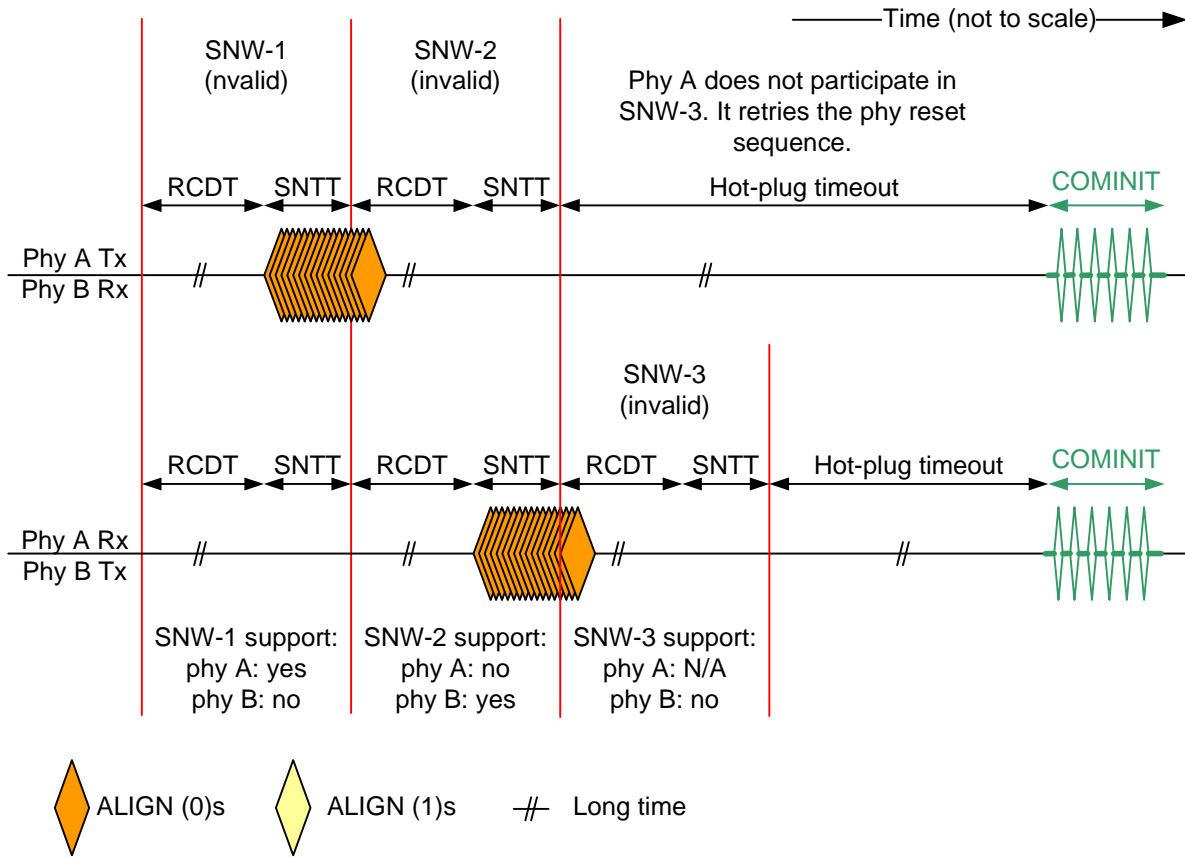 Time (not to scale)
SNW-1
(nvalid)
SNW-2
(invalid)
Phy A does not participate in
SNW-3. It retries the phy reset
sequence.
RCDT
SNTT
RCDT
SNTT
Hot-plug timeout
COMINIT
Phy A Tx
Phy B Rx
SNW-3
(invalid)
RCDT
SNTT
RCDT
SNTT
RCDT
SNTT
Hot-plug timeout
COMINIT
Phy A Rx
Phy B Tx
SNW-1 support:
phy A: yes
phy B: no
SNW-2 support:
phy A: no
phy B: yes
SNW-3 support:
phy A: N/A
phy B: no
ALIGN (0)s
ALIGN (1)s
Long time